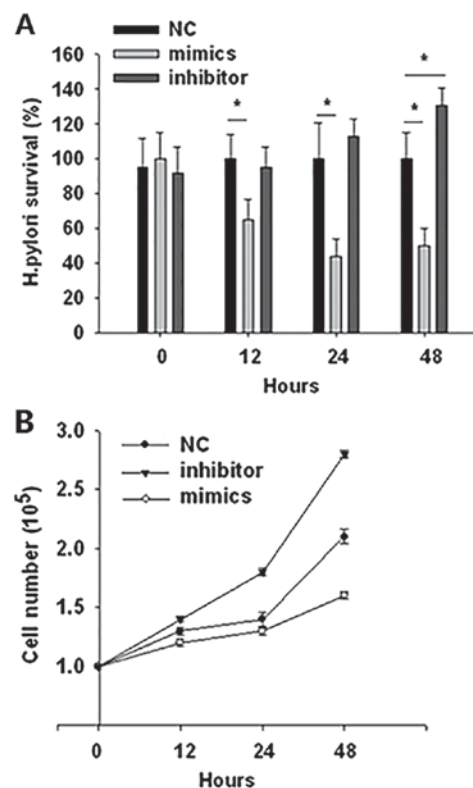 A
NC
mimics
inhibitor
H.pylori survival (%)
160
140
120
100
80
60
40
20
0
* * * *
0 12 24 48
Hours
B
NC
inhibitor
mimics
Cell number (10⁵)
3.0
2.5
2.0
1.5
1.0
0 12 24 48
Hours